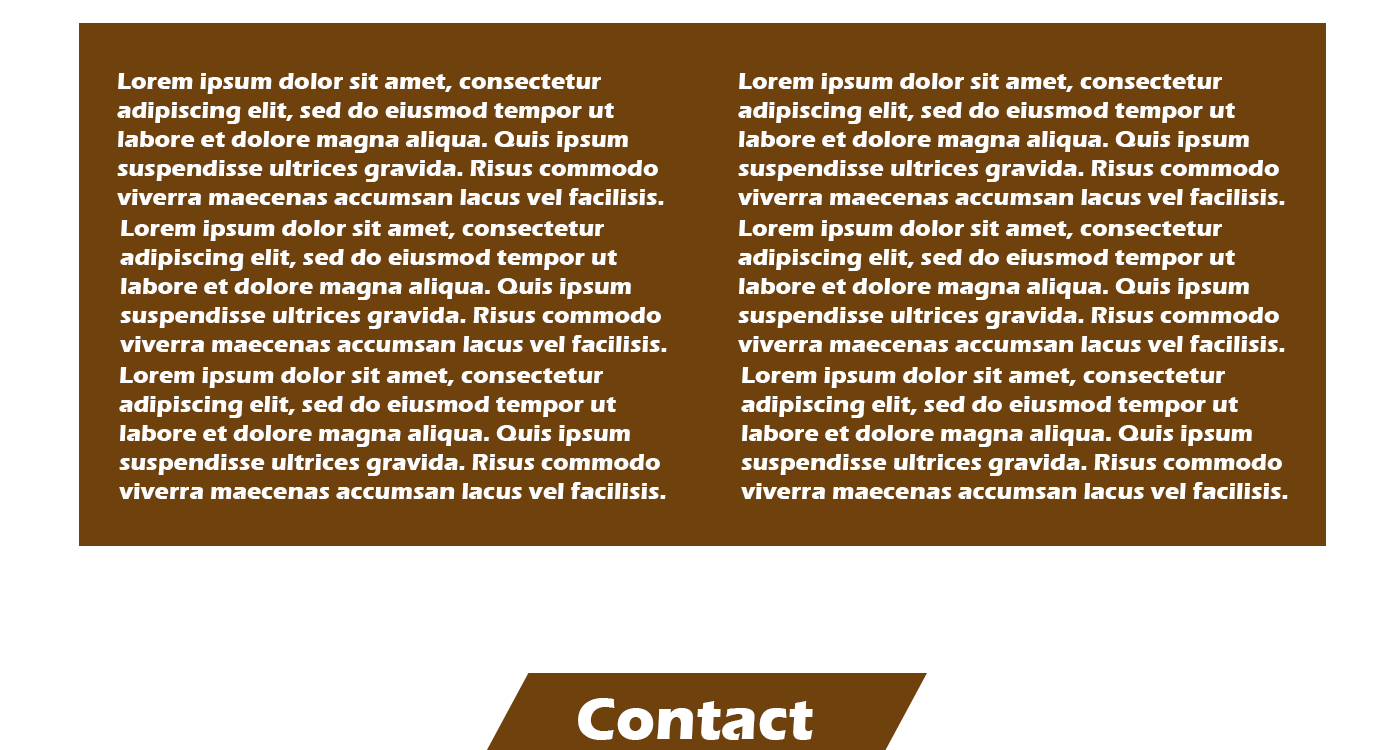 Lorem ipsum dolor sit amet, consectetur
adipiscing elit, sed do eiusmod tempor ut
labore et dolore magna aliqua. Quis ipsum
suspendisse ultrices gravida. Risus commodo
viverra maecenas accumsan lacus vel facilisis.
Lorem ipsum dolor sit amet, consectetur
adipiscing elit, sed do eiusmod tempor ut
labore et dolore magna aliqua. Quis ipsum
suspendisse ultrices gravida. Risus commodo
viverra maecenas accumsan lacus vel facilisis.
Lorem ipsum dolor sit amet, consectetur
adipiscing elit, sed do eiusmod tempor ut
labore et dolore magna aliqua. Quis ipsum
suspendisse ultrices gravida. Risus commodo
viverra maecenas accumsan lacus vel facilisis.
Lorem ipsum dolor sit amet, consectetur
adipiscing elit, sed do eiusmod tempor ut
labore et dolore magna aliqua. Quis ipsum
suspendisse ultrices gravida. Risus commodo
viverra maecenas accumsan lacus vel facilisis.
Lorem ipsum dolor sit amet, consectetur
adipiscing elit, sed do eiusmod tempor ut
labore et dolore magna aliqua. Quis ipsum
suspendisse ultrices gravida. Risus commodo
viverra maecenas accumsan lacus vel facilisis.
Lorem ipsum dolor sit amet, consectetur
adipiscing elit, sed do eiusmod tempor ut
labore et dolore magna aliqua. Quis ipsum
suspendisse ultrices gravida. Risus commodo
viverra maecenas accumsan lacus vel facilisis.
Contact